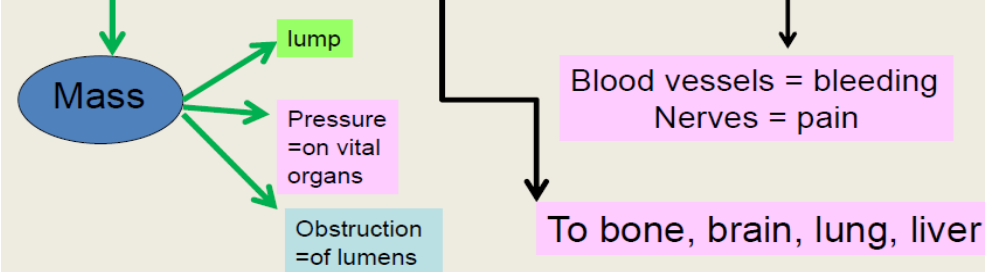 Mass
lump
Pressure
=on vital
organs
Obstruction
=of lumens
Blood vessels = bleeding
Nerves = pain
To bone, brain, lung, liver